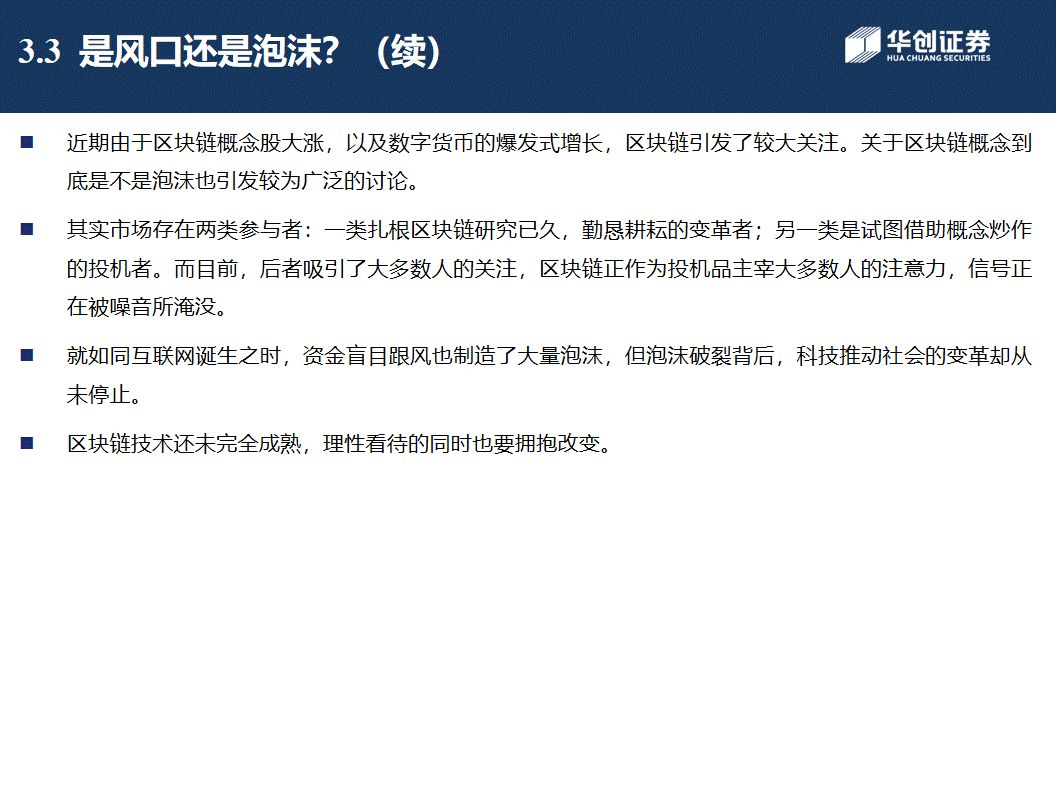 3.3 是风口还是泡沫？（续）
华创证券
HUA CHUANG SECURITIES
■ 近期由于区块链概念股大涨，以及数字货币的爆发式增长，区块链引发了较大关注。关于区块链概念到
底是不是泡沫也引发较为广泛的讨论。
■ 其实市场存在两类参与者：一类扎根区块链研究已久，勤恳耕耘的变革者；另一类是试图借助概念炒作
的投机者。而目前，后者吸引了大多数人的关注，区块链正作为投机品主宰大多数人的注意力，信号正
在被噪音所淹没。
■ 就如同互联网诞生之时，资金盲目跟风也制造了大量泡沫，但泡沫破裂背后，科技推动社会的变革却从
未停止。
■ 区块链技术还未完全成熟，理性看待的同时也要拥抱改变。